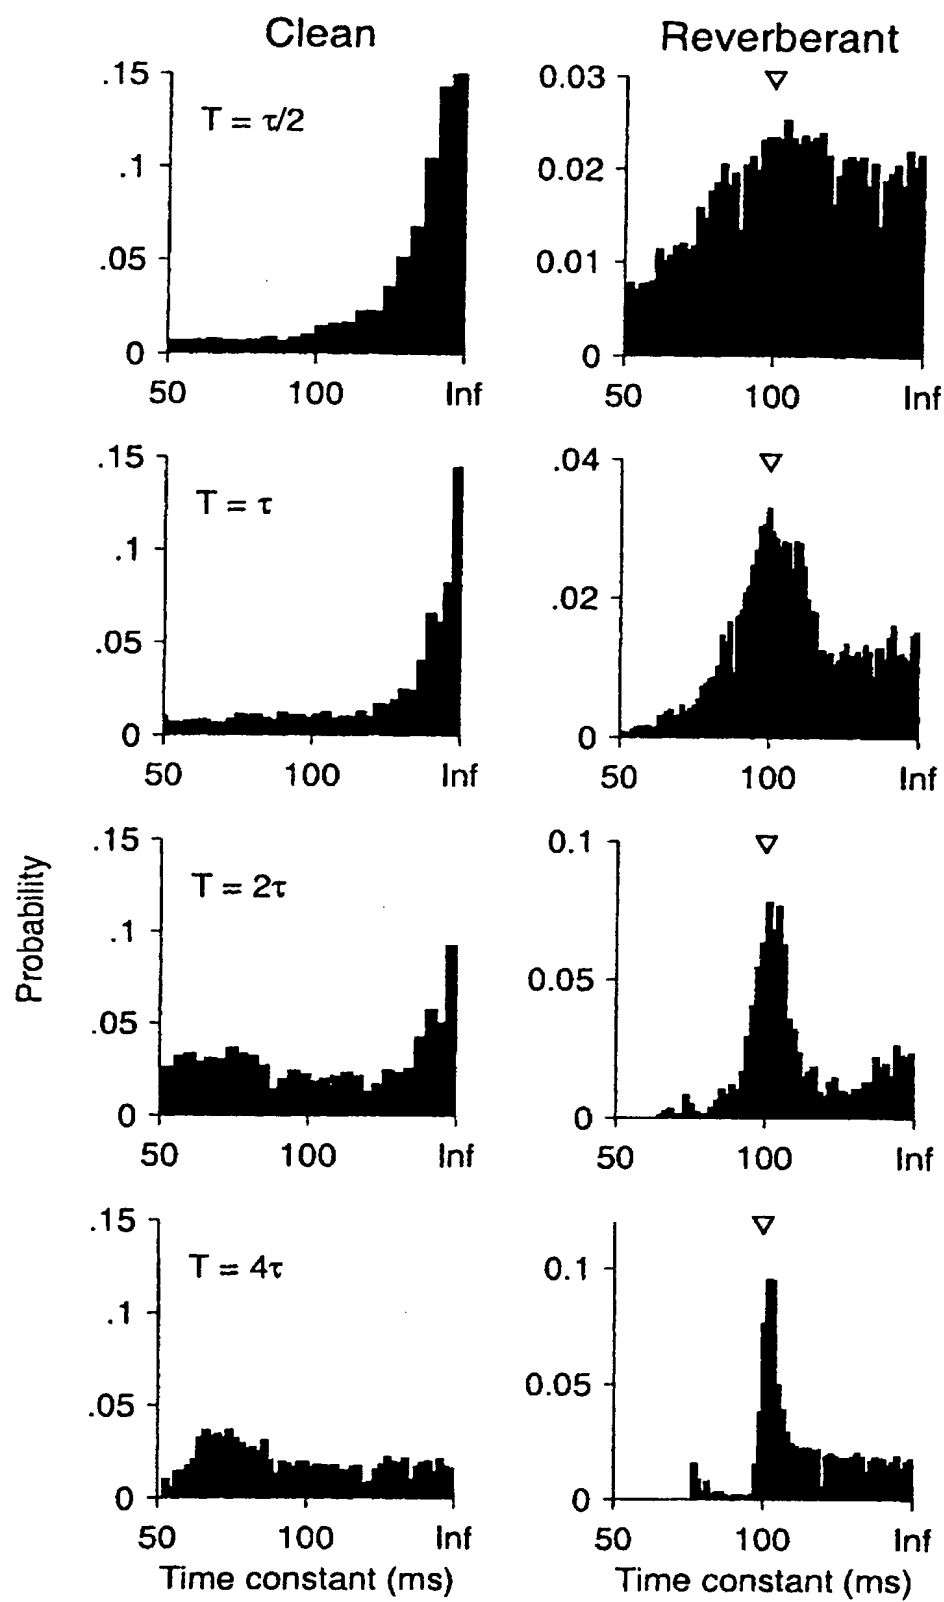 Clean
Reverberant
.15
.1
.05
0
T = τ/2
50 100 Inf
0.03
0.02
0.01
0
50 100 Inf
.15
.1
.05
0
T = τ
50 100 Inf
.04
.02
0
50 100 Inf
Probability
.15
.1
.05
0
T = 2τ
50 100 Inf
0.1
0.05
0
50 100 Inf
.15
.1
.05
0
T = 4τ
50 100 Inf
Time constant (ms)
0.1
0.05
0
50 100 Inf
Time constant (ms)